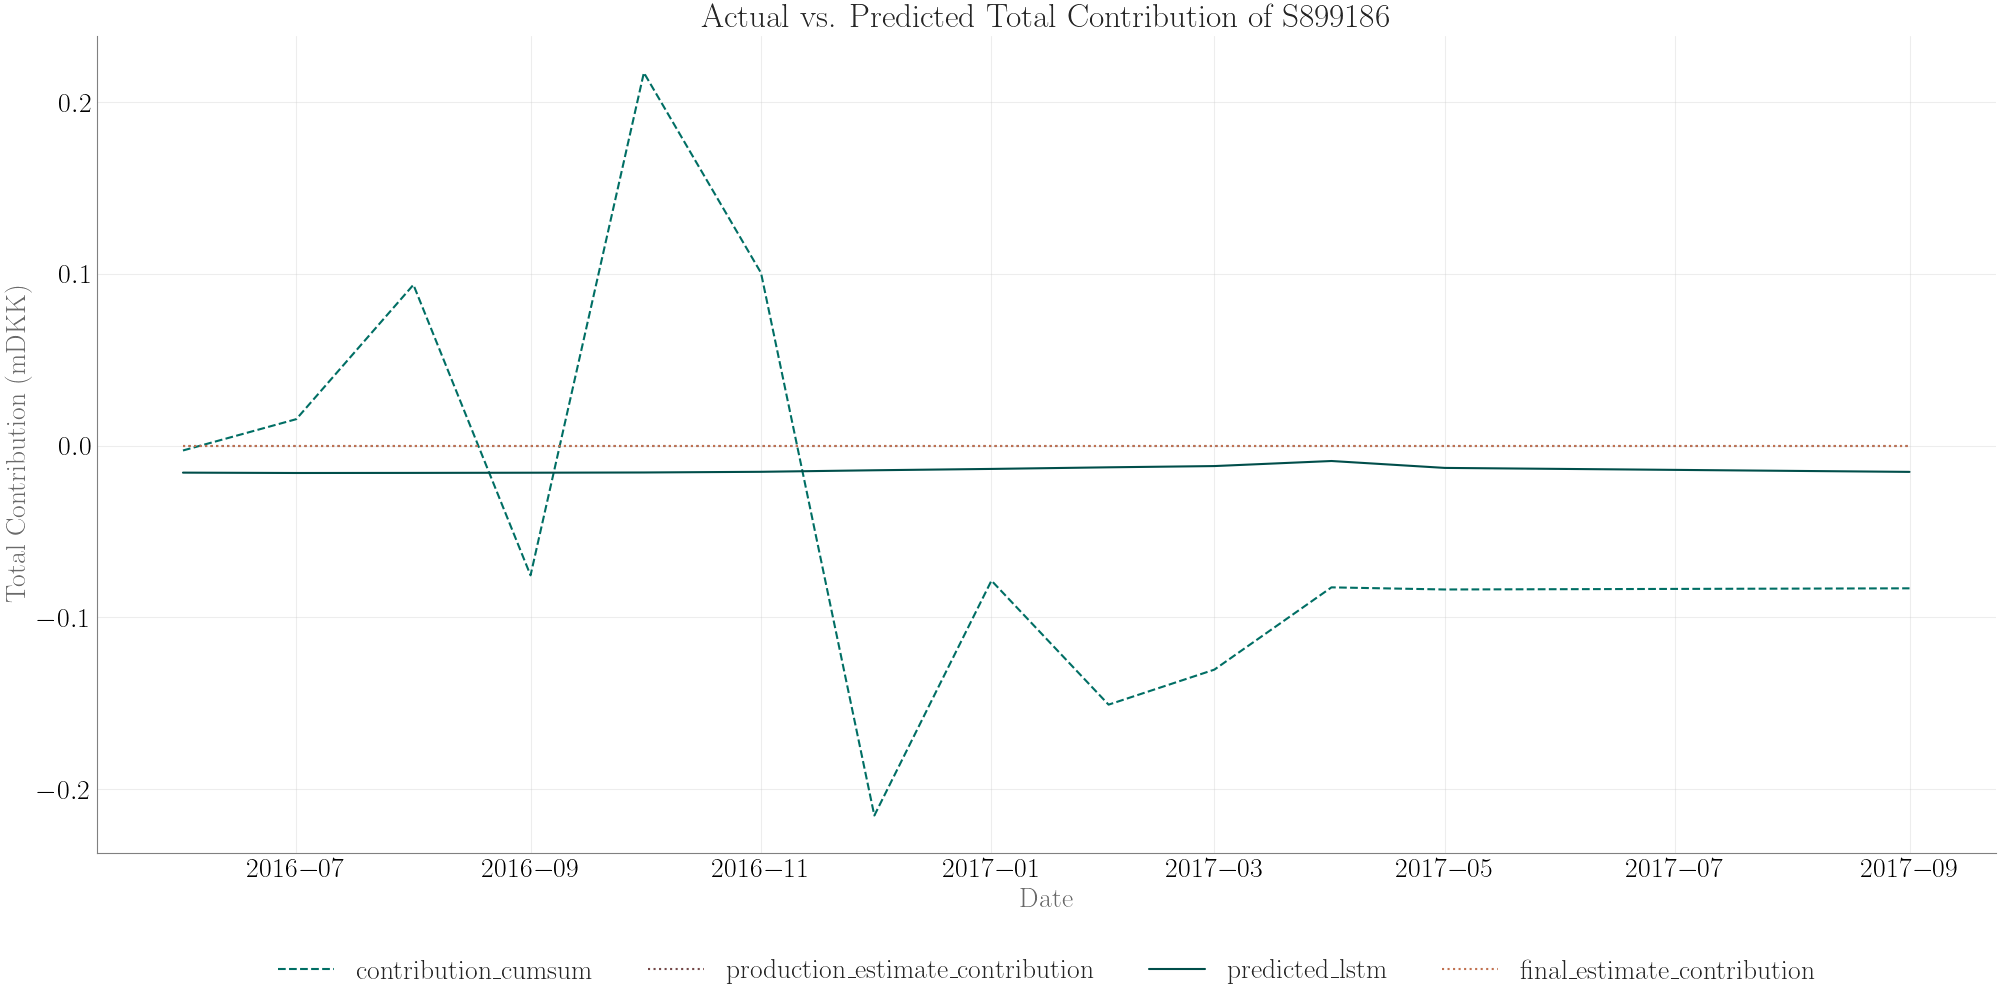 Actual vs. Predicted Total Contribution of S899186
Total Contribution (mDKK)
0.2
0.1
0.0
−0.1
−0.2
2016−07 2016−09 2016−11 2017−01 2017−03 2017−05 2017−07 2017−09
Date
contribution_cumsum production_estimate_contribution predicted_lstm final_estimate_contribution